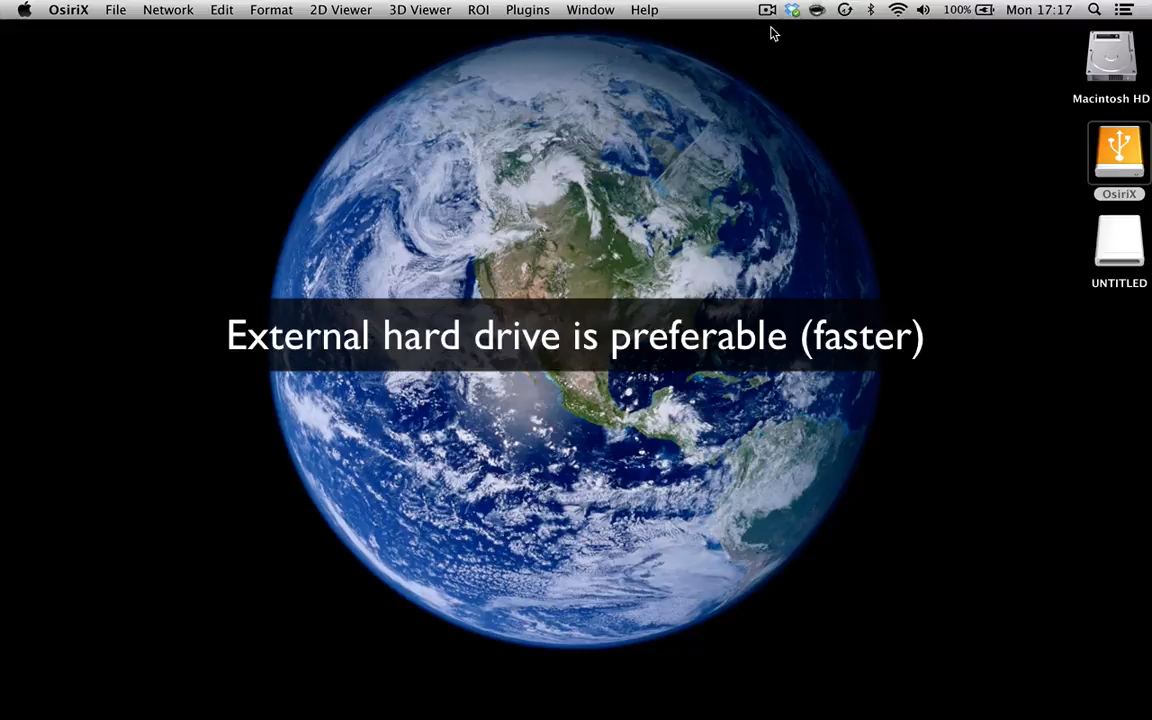 OsiriX File Network Edit Format 2D Viewer 3D Viewer ROI Plugins Window Help 100% Mon 17:17
Macintosh HD
OsiriX
UNTITLED
External hard drive is preferable (faster)